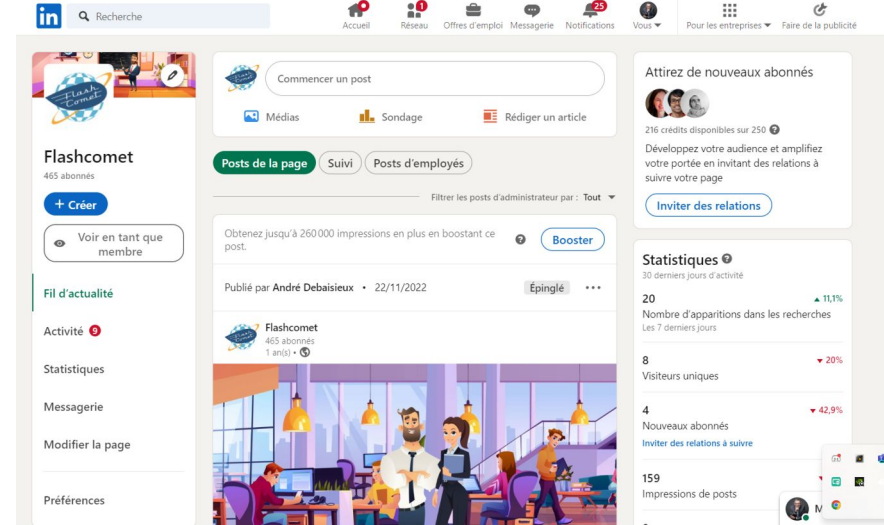 in
Recherche
Accueil
1
Réseau
Offres d'emploi
Messagerie
25
Notifications
Vous
Pour les entreprises
Faire de la publicité
Flash
Comet
Flashcomet
465 abonnés
+ Créer
Voir en tant que
membre
Fil d'actualité
Activité 9
Statistiques
Messagerie
Modifier la page
Préférences
Commencer un post
Médias
Sondage
Rédiger un article
Posts de la page
Suivi
Posts d'employés
Filtrer les posts d'administrateur par : Tout
Obtenez jusqu'à 260 000 impressions en plus en boostant ce
post.
Booster
Publié par André Debaisieux • 22/11/2022
Épinglé
Flashcomet
465 abonnés
1 an(s) •
Attirez de nouveaux abonnés
216 crédits disponibles sur 250
Développez votre audience et amplifiez
votre portée en invitant des relations à
suivre votre page
Inviter des relations
Statistiques
30 derniers jours d'activité
20 ▲ 11,1%
Nombre d'apparitions dans les recherches
Les 7 derniers jours
8 ▼ 20%
Visiteurs uniques
4 ▼ 42,9%
Nouveaux abonnés
Inviter des relations à suivre
159
Impressions de posts
M